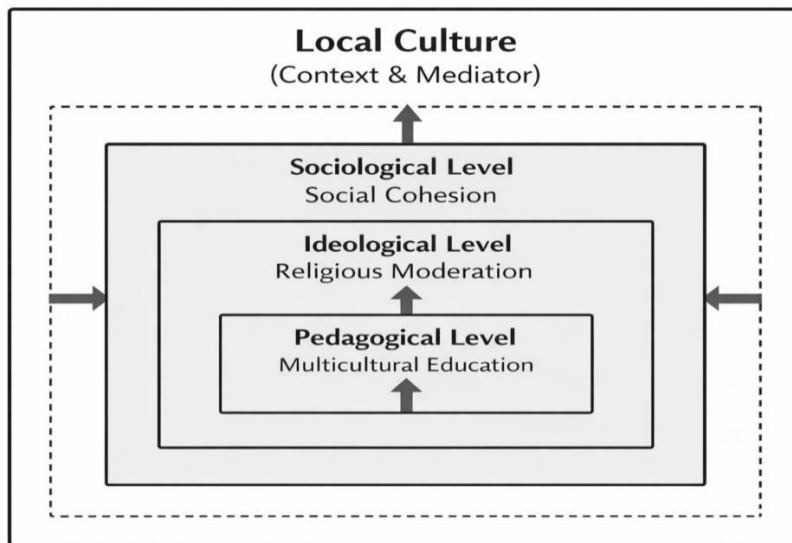 Local Culture
(Context & Mediator)
Sociological Level
Social Cohesion
Ideological Level
Religious Moderation
Pedagogical Level
Multicultural Education